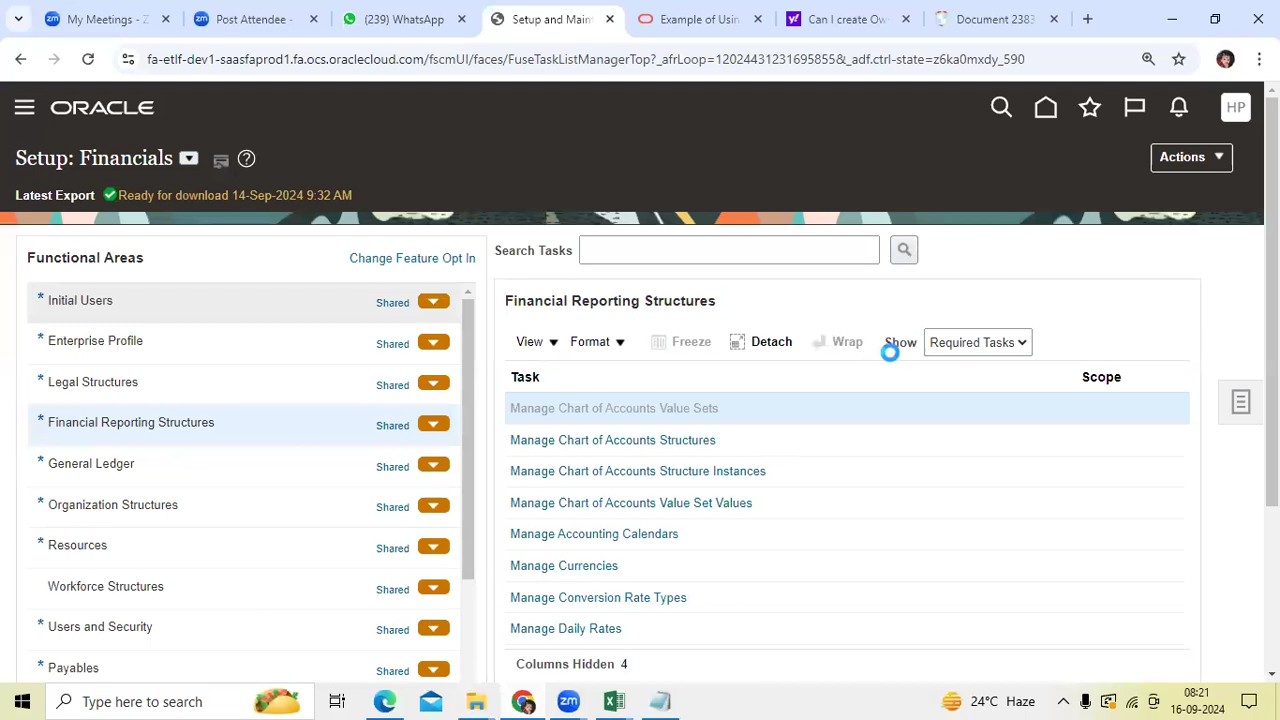 My Meetings - Z
Post Attendee -
(239) WhatsApp
Setup and Main
Example of Usin
Can I create Ow
Document 2383
fa-etlf-dev1-saasfaprod1.fa.ocs.oraclecloud.com/fscmUI/faces/FuseTaskListManagerTop?_afrLoop=12024431231695855&_adf.ctrl-state=z6ka0mxdy_590
ORACLE
HP
Setup: Financials
Actions
Latest Export Ready for download 14-Sep-2024 9:32 AM
Functional Areas
Change Feature Opt In
* Initial Users Shared
* Enterprise Profile Shared
* Legal Structures Shared
* Financial Reporting Structures Shared
* General Ledger Shared
* Organization Structures Shared
* Resources Shared
Workforce Structures Shared
* Users and Security Shared
* Payables Shared
Search Tasks
Financial Reporting Structures
View Format Freeze Detach Wrap Show Required Tasks
Task Scope
Manage Chart of Accounts Value Sets
Manage Chart of Accounts Structures
Manage Chart of Accounts Structure Instances
Manage Chart of Accounts Value Set Values
Manage Accounting Calendars
Manage Currencies
Manage Conversion Rate Types
Manage Daily Rates
Columns Hidden 4
Type here to search
24°C Haze
08:21
16-09-2024